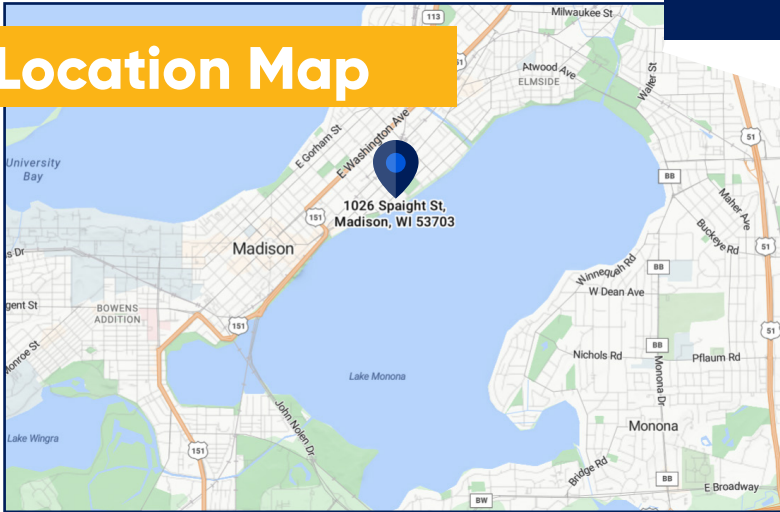 Location Map
113
Milwaukee St
Atwood Ave
ELMSIDE
Walter St
51
E Gorham St
E Washington Ave
University
Bay
BB
Maher Ave
1026 Spaight St,
Madison, WI 53703
151
Madison
Buckeye Rd
51
Winnequah Rd
BB
W Dean Ave
gent St
BOWENS
ADDITION
151
51
Monroe St
BB
Nichols Rd
Pflaum Rd
Lake Monona
Monona Dr
John Nolen Dr
Monona
Lake Wingra
151
Bridge Rd
BB
E Broadway
BW